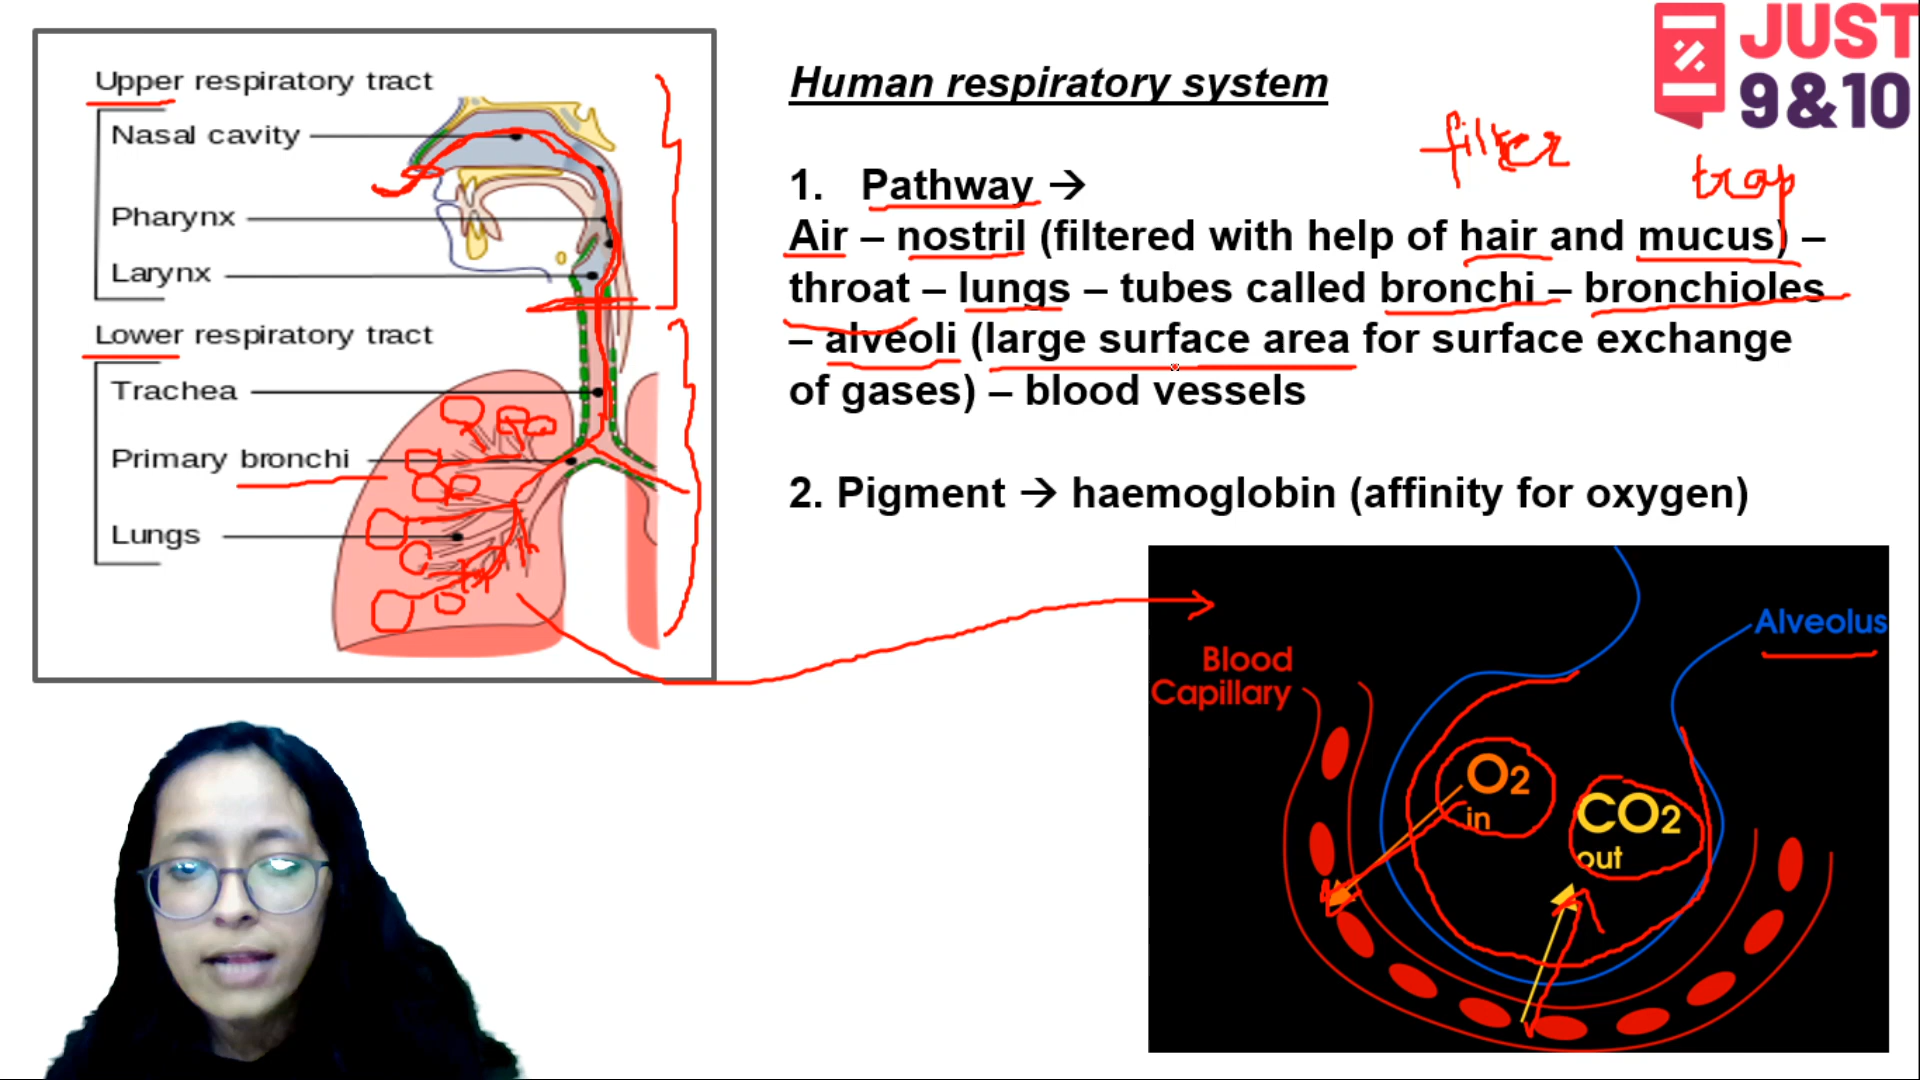 Upper respiratory tract
Nasal cavity
Pharynx
Larynx
Lower respiratory tract
Trachea
Primary bronchi
Lungs
JUST
9&10
Human respiratory system
filter
trap
1. Pathway →
Air – nostril (filtered with help of hair and mucus) –
throat – lungs – tubes called bronchi – bronchioles
– alveoli (large surface area for surface exchange
of gases) – blood vessels
2. Pigment → haemoglobin (affinity for oxygen)
Alveolus
Blood
Capillary
O2
in
CO2
out